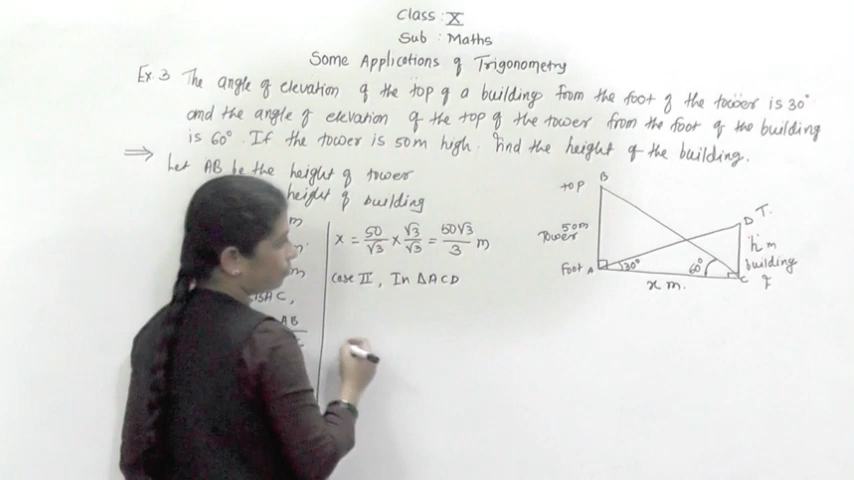 Class : X
Sub : Maths
Some Applications of Trigonometry
Ex. 3 The angle of elevation of the top of a building from the foot of the tower is 30°
and the angle of elevation of the top of the tower from the foot of the building
is 60°. If the tower is 50m high. Find the height of the building.
⇒ Let AB be the height of tower
height of building
m
m
AC,
AB
x = 50/√3 × √3/√3 = 50√3/3 m
Case II, In ΔACD
B
top
50m
Tower
Foot A
30°
60°
x m.
D T.
h m
building
C
f